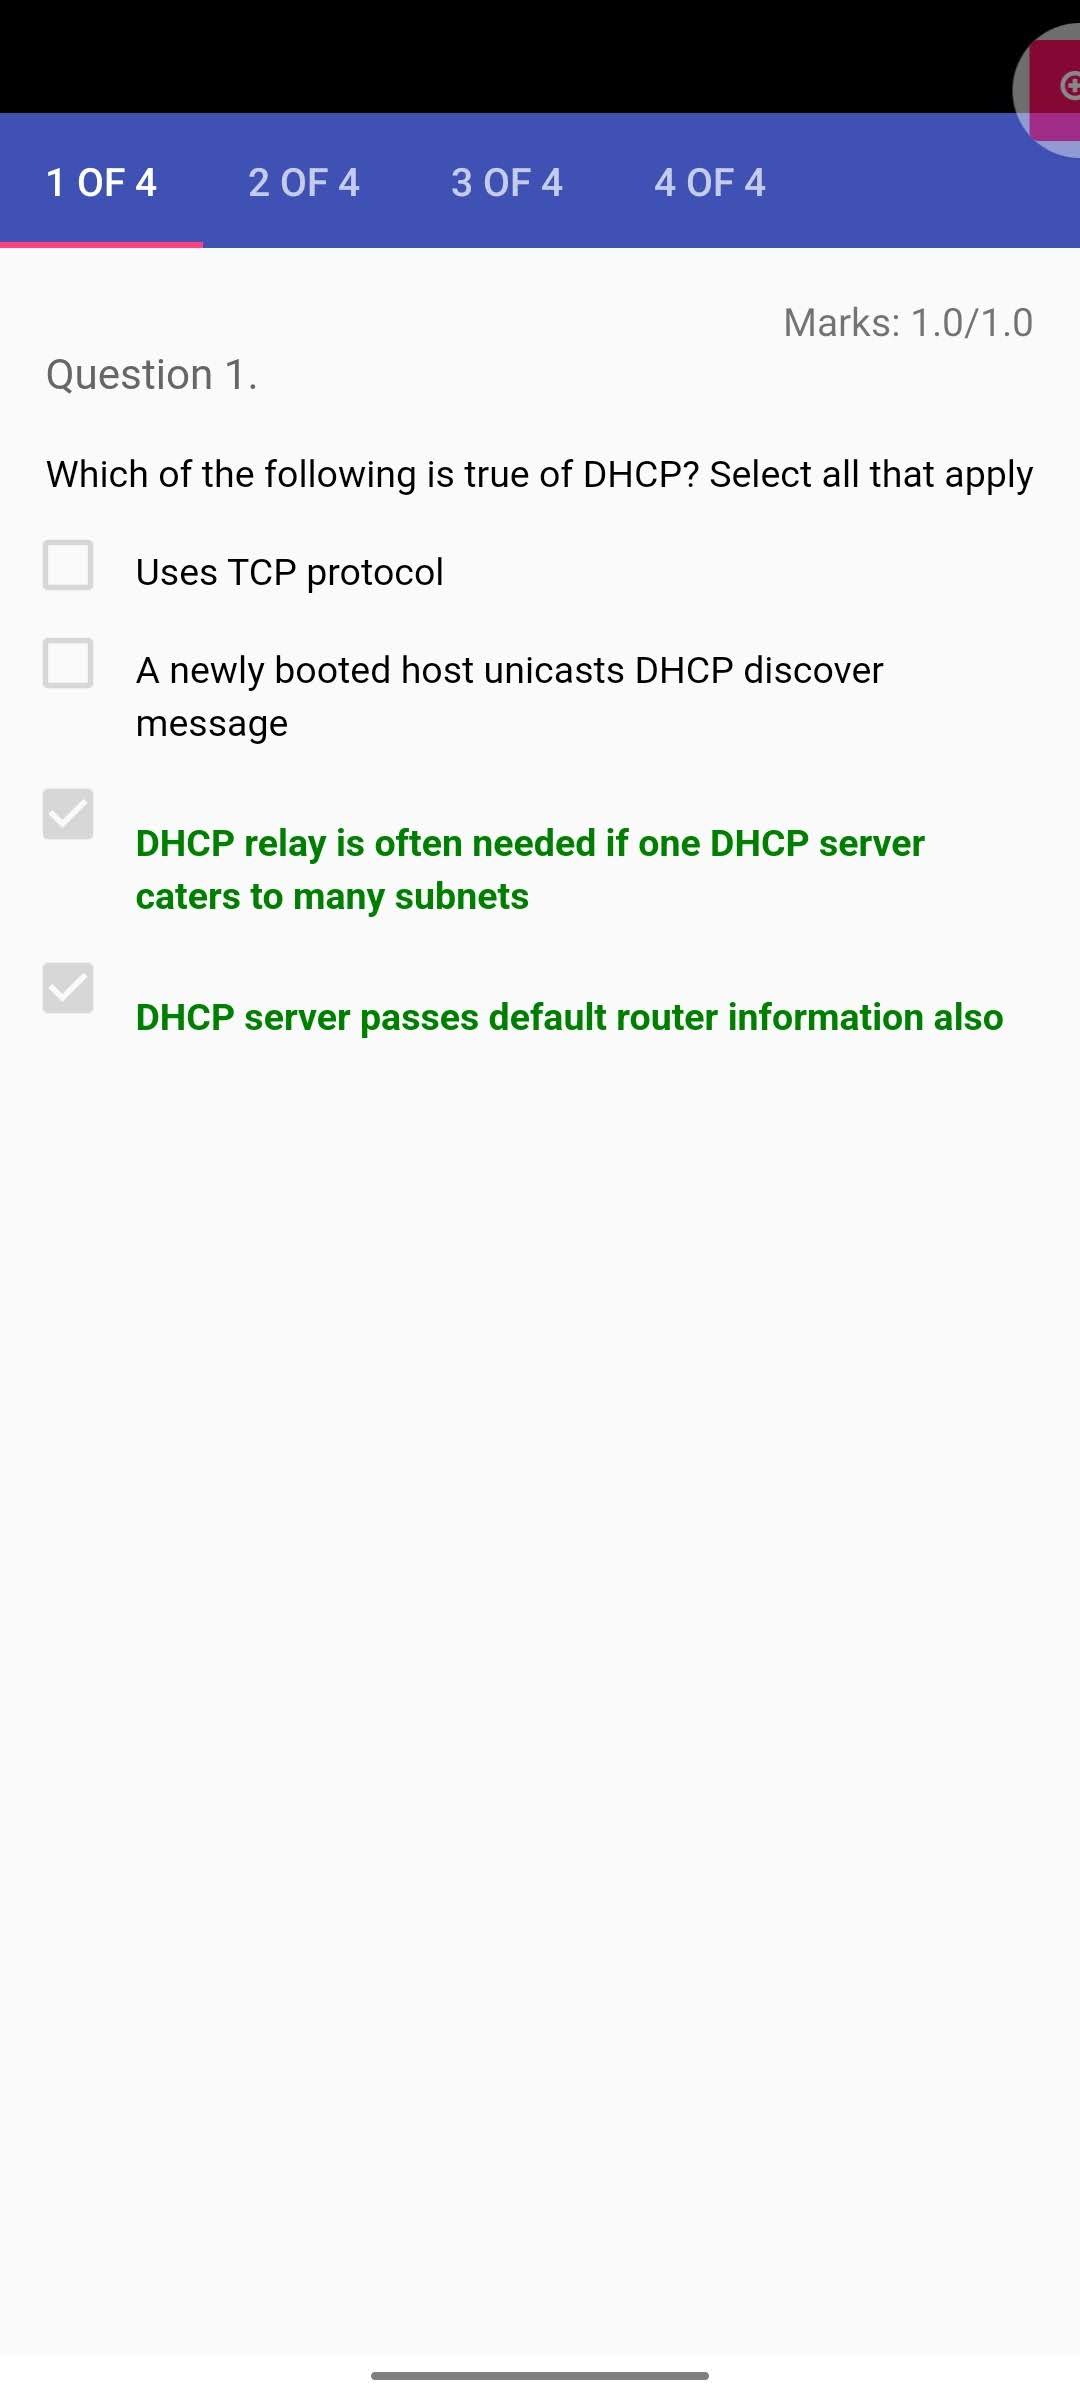 1 OF 4
2 OF 4
3 OF 4
4 OF 4
Marks: 1.0/1.0
Question 1.
Which of the following is true of DHCP? Select all that apply
Uses TCP protocol
A newly booted host unicasts DHCP discover
message
DHCP relay is often needed if one DHCP server
caters to many subnets
DHCP server passes default router information also